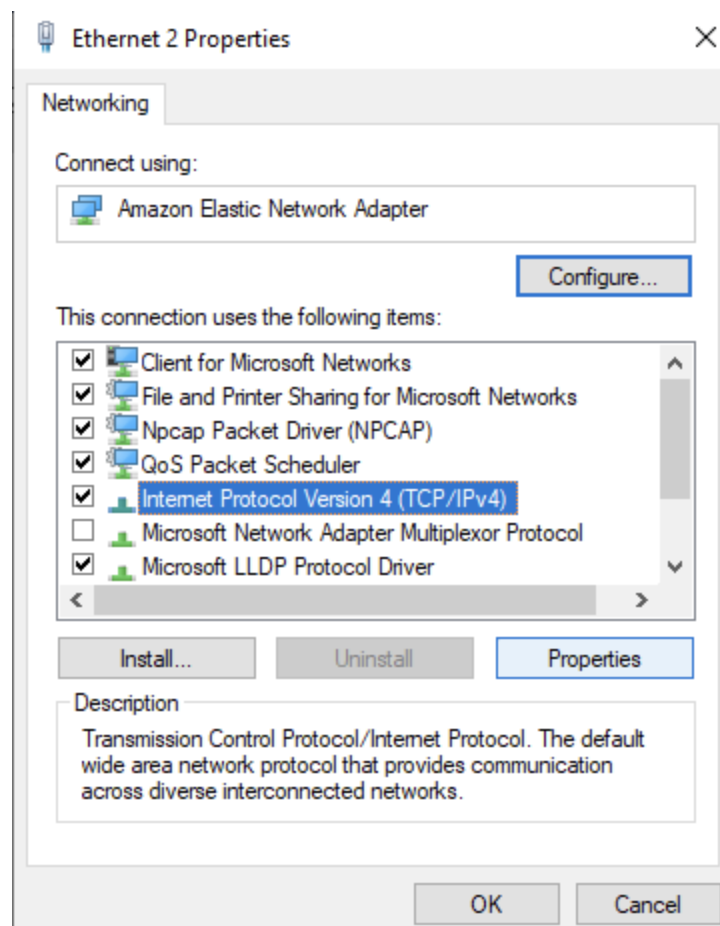 Ethernet 2 Properties
Networking
Connect using:
Amazon Elastic Network Adapter
Configure...
This connection uses the following items:
Client for Microsoft Networks
File and Printer Sharing for Microsoft Networks
Npcap Packet Driver (NPCAP)
QoS Packet Scheduler
Internet Protocol Version 4 (TCP/IPv4)
Microsoft Network Adapter Multiplexor Protocol
Microsoft LLDP Protocol Driver
Install...
Uninstall
Properties
Description
Transmission Control Protocol/Internet Protocol. The default
wide area network protocol that provides communication
across diverse interconnected networks.
OK
Cancel